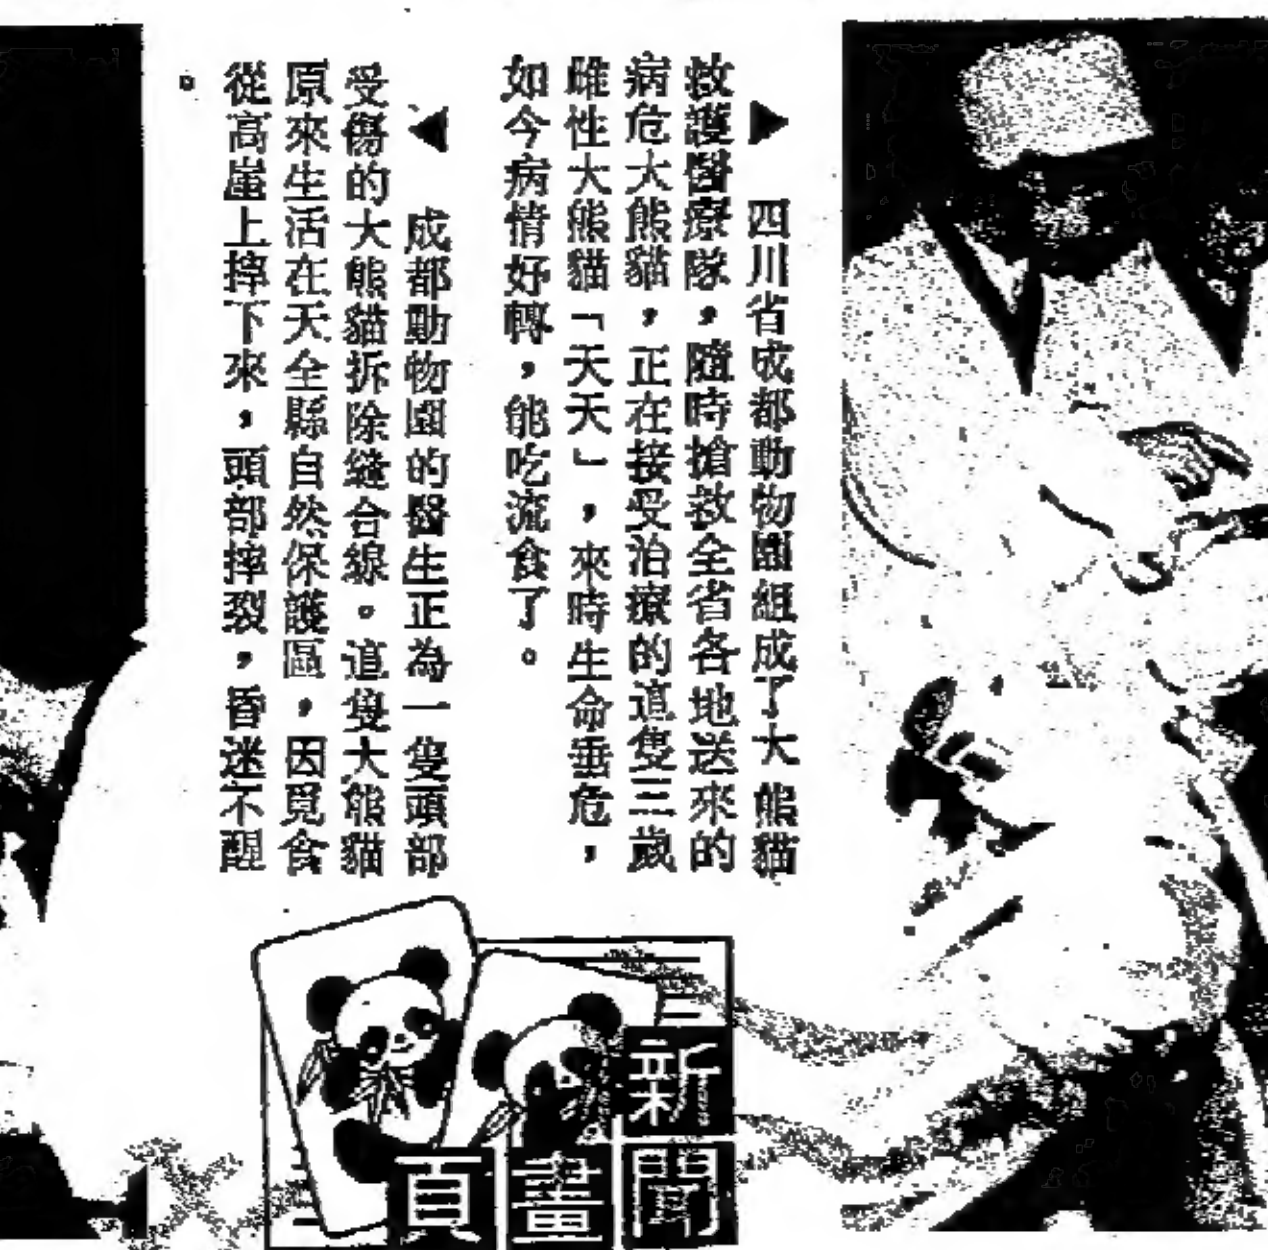 ▶ 四川省成都動物園組成了大熊貓
救護醫療隊，隨時搶救全省各地送來的
病危大熊貓，正在接受治療的這隻三歲
雌性大熊貓「天天」，來時生命垂危，
如今病情好轉，能吃流食了。
◀ 成都動物園的醫生正為一隻頭部
受傷的大熊貓拆除縫合線。這隻大熊貓
原來生活在天全縣自然保護區，因覓食
從高崖上摔下來，頭部摔裂，昏迷不醒
。
新聞
畫
頁